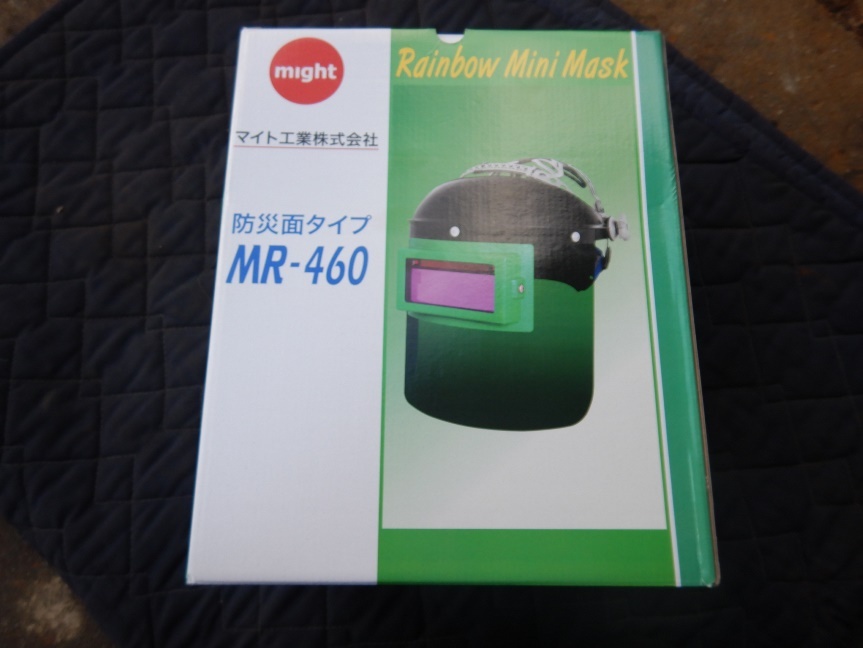 might
Rainbow Mini Mask
マイト工業株式会社
防災面タイプ
MR-460